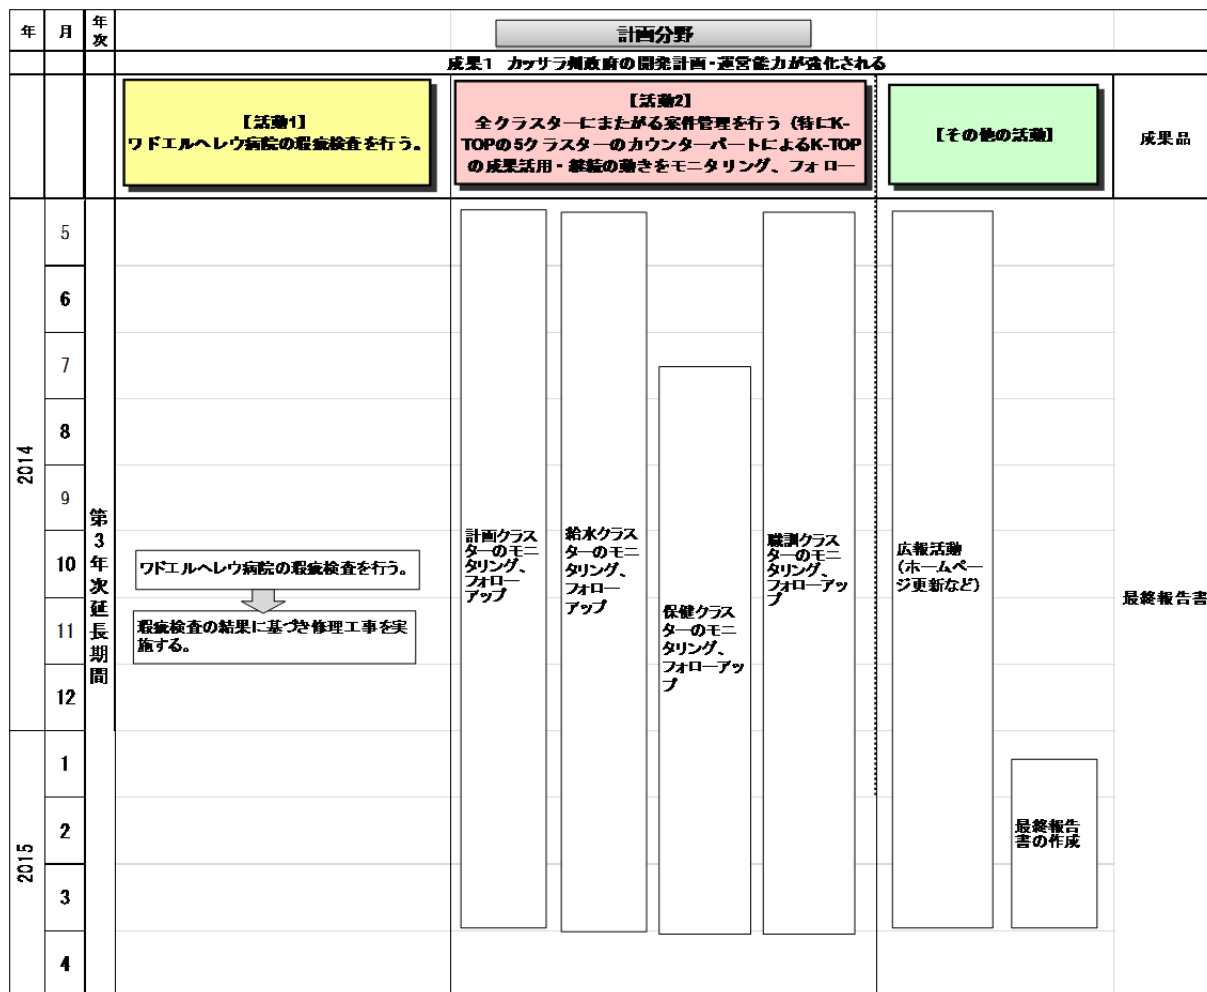 年
月
年次
計画分野
成果1 カッサラ州政府の開発計画・運営能力が強化される
【活動1】
ワドエルヘレウ病院の瑕疵検査を行う。
【活動2】
全クラスターにまたがる案件管理を行う（特にK-
TOPの5クラスターのカウンターパートによるK-TOP
の成果活用・継続の動きをモニタリング、フォロー
【その他の活動】
成果品
2014
2015
5
6
7
8
9
10
11
12
1
2
3
4
第3年次延長期間
ワドエルヘレウ病院の瑕疵検査を行う。
瑕疵検査の結果に基づき修理工事を実
施する。
計画クラス
ターのモニ
タリング、
フォロー
アップ
給水クラス
ターのモニ
タリング、
フォロー
アップ
保健クラス
ターのモニ
タリング、
フォローアッ
プ
職訓クラス
ターのモニ
タリング、
フォローアッ
プ
広報活動
（ホームペー
ジ更新など）
最終報告
書の作成
最終報告書